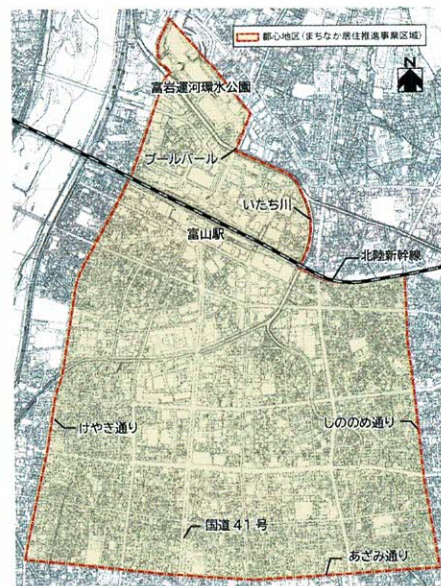 都心地区(まちなか居住推進事業区域)
N
富岩運河環水公園
ブールバール
いたち川
富山駅
北陸新幹線
けやき通り
しののめ通り
国道41号
あざみ通り